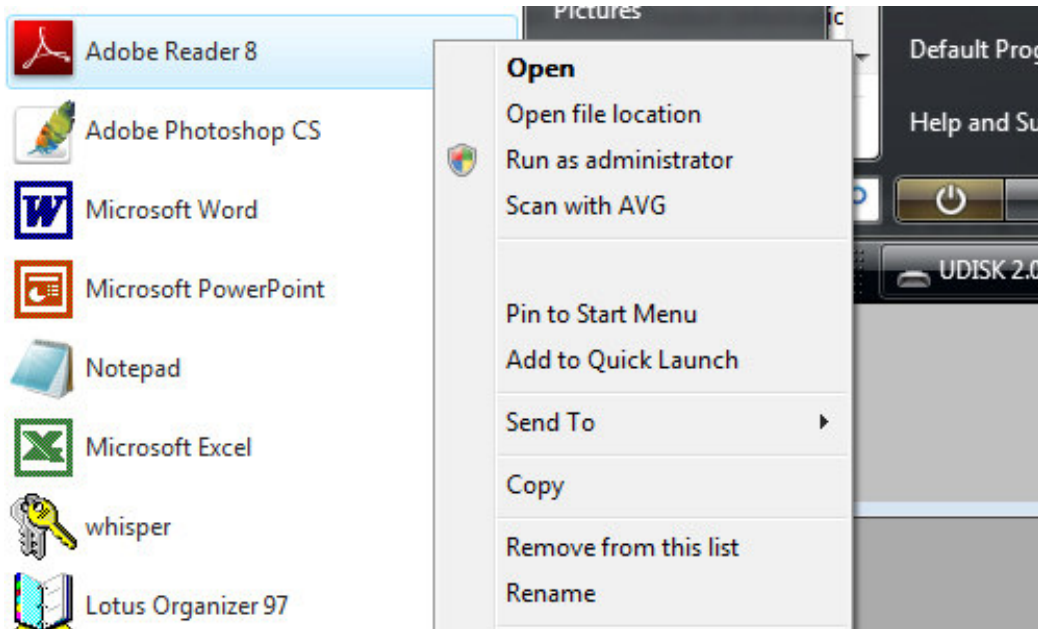 Adobe Reader 8
Adobe Photoshop CS
Microsoft Word
Microsoft PowerPoint
Notepad
Microsoft Excel
whisper
Lotus Organizer 97
Pictures
Open
Open file location
Run as administrator
Scan with AVG
Pin to Start Menu
Add to Quick Launch
Send To
Copy
Remove from this list
Rename
ic
Default Prog
Help and Su
UDISK 2.0